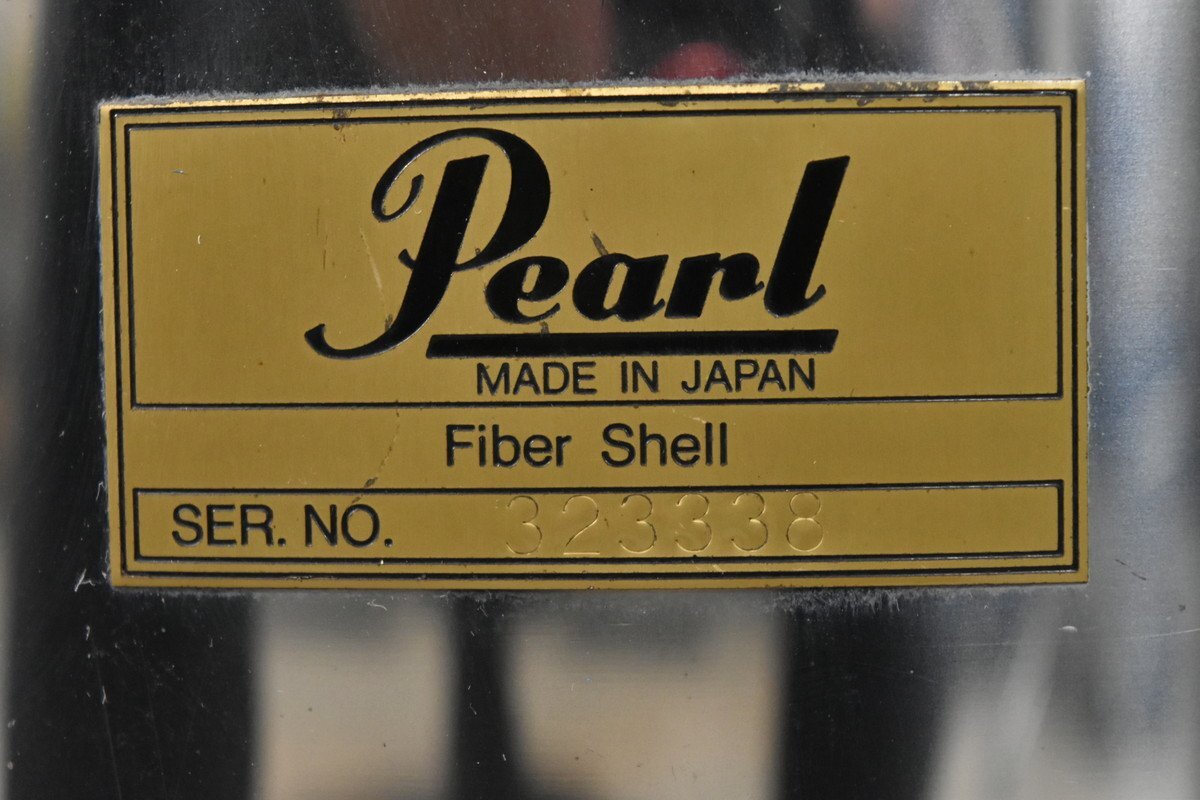 Pearl
MADE IN JAPAN
Fiber Shell
SER. NO. 323338